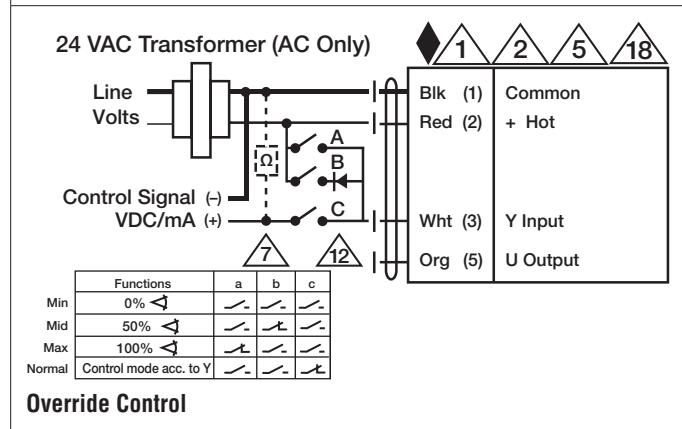 24 VAC Transformer (AC Only)
1 2 5 18
Line
Volts
Blk (1) Common
Red (2) + Hot
A
Ω
B
Control Signal (–)
VDC/mA (+)
C
Wht (3) Y Input
7
12
Org (5) U Output
Functions a b c
Min 0%
Mid 50%
Max 100%
Normal Control mode acc. to Y
Override Control